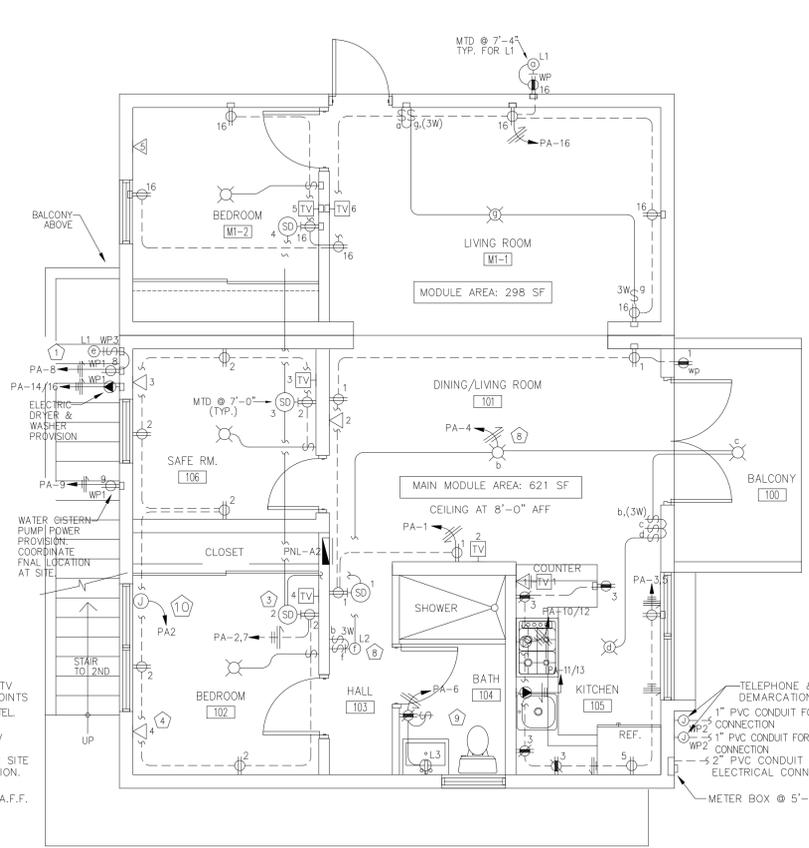 MTD @ 7'-4"
TYP. FOR L1
L1
a
WP
16
16
a
g,(3W)
16
PA-16
5
16
BEDROOM
M1-2
5 TV
TV 6
SD
4
16
16
g
16
LIVING ROOM
M1-1
MODULE AREA: 298 SF
3W
g
16
BALCONY
ABOVE
1
L1 WP3
e
PA-8
WP1
8
PA-14/16
WP1
3
ELECTRIC
DRYER &
WASHER
PROVISION
2
3 TV
MTD @ 7'-0"
(TYP.)
SD
3
2
1
2
2
SAFE RM.
106
PA-9
9
WP1
2
DINING/LIVING ROOM
101
PA-4
8
b
1
1
wp
c
MAIN MODULE AREA: 621 SF
CEILING AT 8'-0" AFF
BALCONY
100
b,(3W)
c
d
WATER CISTERN
PUMP POWER
PROVISION.
COORDINATE
FNAL LOCATION
AT SITE.
CLOSET
PNL-A2
PA-1
1
2
TV
COUNTER
TV 1
3
3
PA-3,5
J
10
PA2
3
4 TV
SD
2
2
PA-2,7
SD
1
b 3W
L2
f
8
SHOWER
PA-10/12
d
PA-11/13
N
STAIR
TO 2ND
UP
2
BEDROOM
102
4
4
2
HALL
103
PA-6
BATH
104
9
L3
KITCHEN
105
REF.
3
3
5
TELEPHONE &
DEMARCATION
J
WP2
1" PVC CONDUIT FO
CONNECTION
J
WP2
1" PVC CONDUIT FOR
CONNECTION
2" PVC CONDUIT
ELECTRICAL CONN
METER BOX @ 5'-
TV
OINTS
TEL.
SITE
ION.
A.F.F.